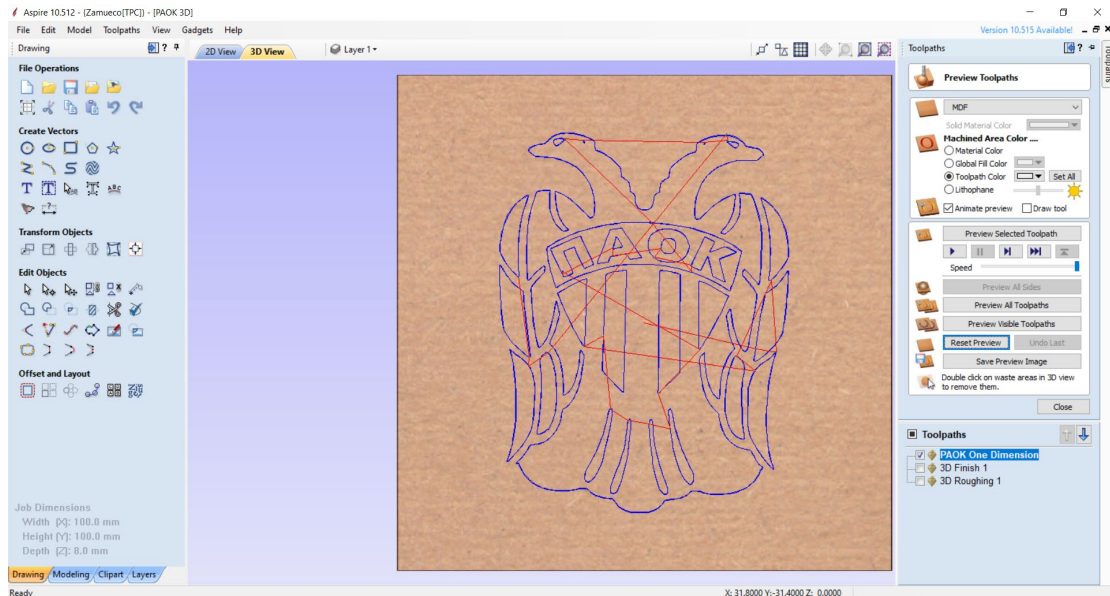 Aspire 10.512 - {Zamueco[TPC]} - [PAOK 3D]
File Edit Model Toolpaths View Gadgets Help
Version 10.515 Available!
Drawing
?
2D View
3D View
Layer 1
Toolpaths
?
Toolpaths
File Operations
Create Vectors
Transform Objects
Edit Objects
Offset and Layout
Job Dimensions
Width (X): 100.0 mm
Height (Y): 100.0 mm
Depth (Z): 8.0 mm
Drawing Modeling Clipart Layers
Ready
ΠΑΟΚ
Preview Toolpaths
MDF
Solid Material Color
Machined Area Color ....
Material Color
Global Fill Color
Toolpath Color
Set All
Lithophane
Animate preview
Draw tool
Preview Selected Toolpath
Speed
Preview All Sides
Preview All Toolpaths
Preview Visible Toolpaths
Reset Preview
Undo Last
Save Preview Image
Double click on waste areas in 3D view
to remove them.
Close
Toolpaths
PAOK One Dimension
3D Finish 1
3D Roughing 1
X: 31.8000 Y:-31.4000 Z: 0.0000